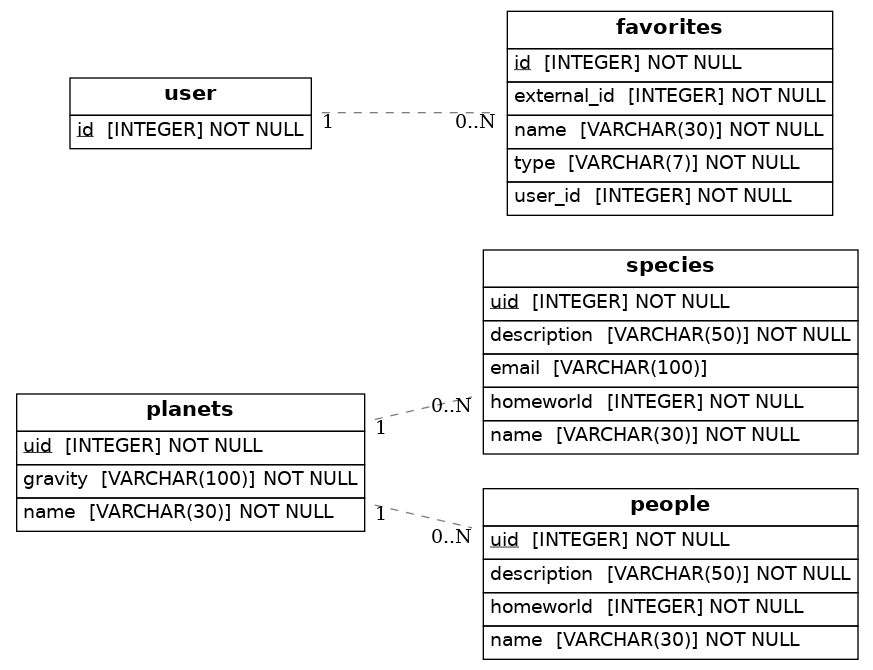 user
id [INTEGER] NOT NULL
1
0..N
favorites
id [INTEGER] NOT NULL
external_id [INTEGER] NOT NULL
name [VARCHAR(30)] NOT NULL
type [VARCHAR(7)] NOT NULL
user_id [INTEGER] NOT NULL
planets
uid [INTEGER] NOT NULL
gravity [VARCHAR(100)] NOT NULL
name [VARCHAR(30)] NOT NULL
1
0..N
species
uid [INTEGER] NOT NULL
description [VARCHAR(50)] NOT NULL
email [VARCHAR(100)]
homeworld [INTEGER] NOT NULL
name [VARCHAR(30)] NOT NULL
1
0..N
people
uid [INTEGER] NOT NULL
description [VARCHAR(50)] NOT NULL
homeworld [INTEGER] NOT NULL
name [VARCHAR(30)] NOT NULL